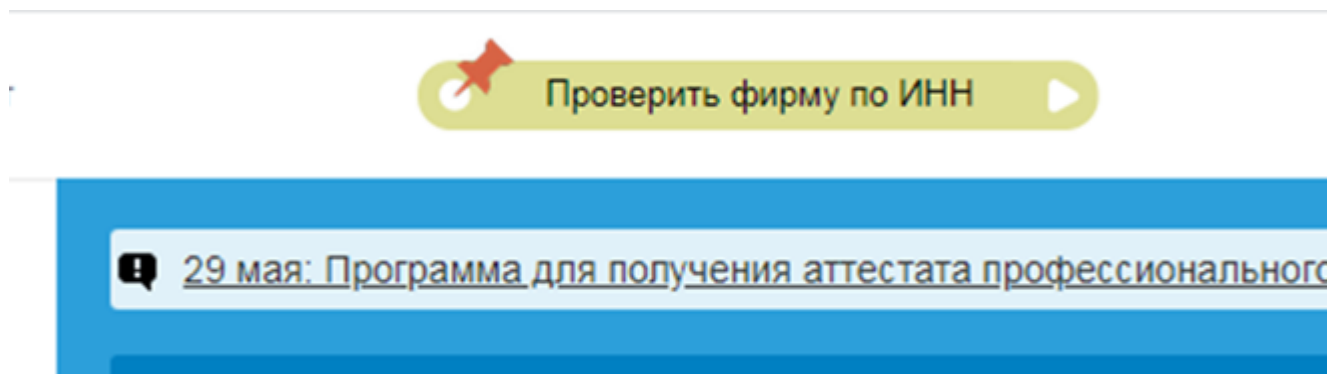 Проверить фирму по ИНН
29 мая: Программа для получения аттестата профессионального